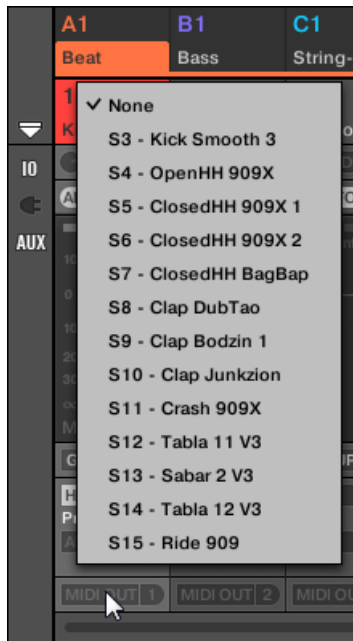 A1 B1 C1
Beat Bass String-
1
K
None
S3 - Kick Smooth 3
S4 - OpenHH 909X
S5 - ClosedHH 909X 1
S6 - ClosedHH 909X 2
S7 - ClosedHH BagBap
S8 - Clap DubTao
S9 - Clap Bodzin 1
S10 - Clap Junkzion
S11 - Crash 909X
S12 - Tabla 11 V3
S13 - Sabar 2 V3
S14 - Tabla 12 V3
S15 - Ride 909
IO
AUX
MIDI OUT 1 MIDI OUT 2 MIDI OU